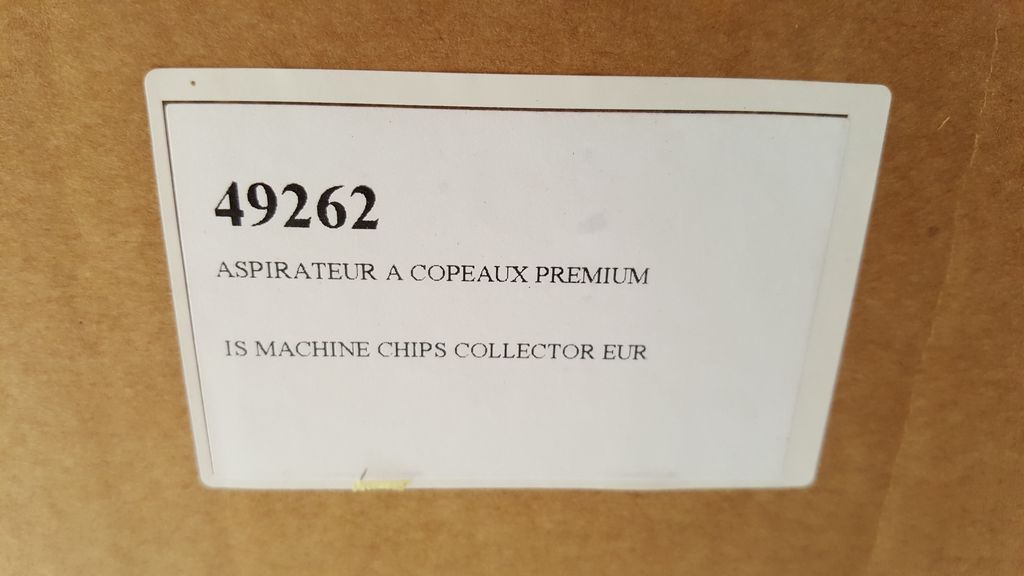 49262
ASPIRATEUR A COPEAUX PREMIUM
IS MACHINE CHIPS COLLECTOR EUR